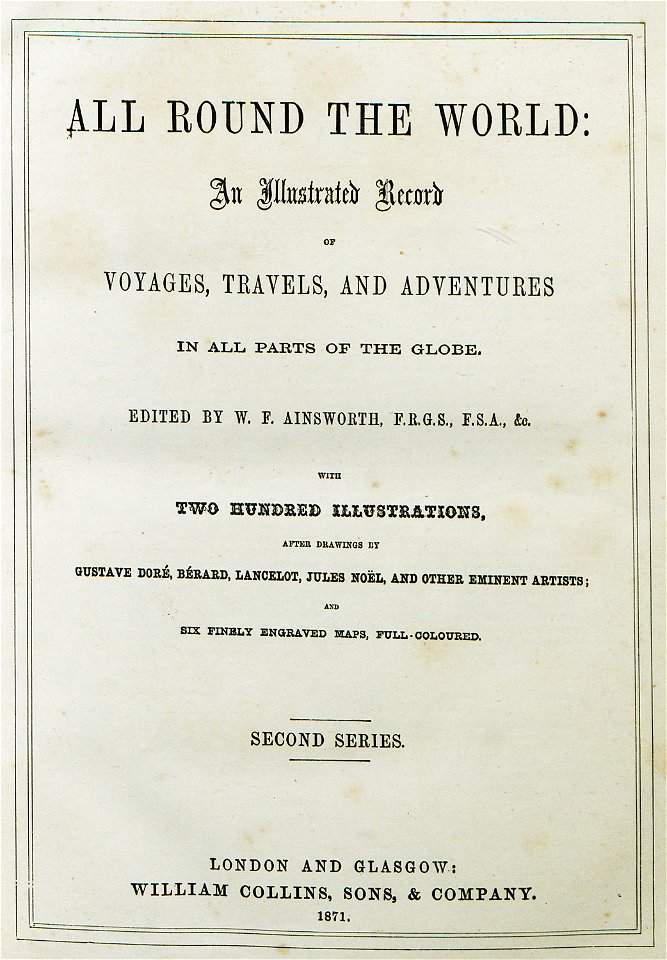 ALL ROUND THE WORLD:
An Illustrated Record
OF
VOYAGES, TRAVELS, AND ADVENTURES
IN ALL PARTS OF THE GLOBE.
EDITED BY W. F. AINSWORTH, F.R.G.S., F.S.A., &c.
WITH
TWO HUNDRED ILLUSTRATIONS,
AFTER DRAWINGS BY
GUSTAVE DORÉ, BÉRARD, LANCELOT, JULES NOËL, AND OTHER EMINENT ARTISTS;
AND
SIX FINELY ENGRAVED MAPS, FULL-COLOURED.
SECOND SERIES.
LONDON AND GLASGOW:
WILLIAM COLLINS, SONS, & COMPANY.
1871.